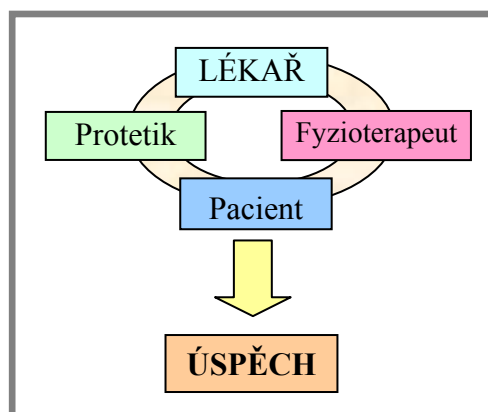 LÉKAŘ
Protetik
Fyzioterapeut
Pacient
ÚSPĚCH